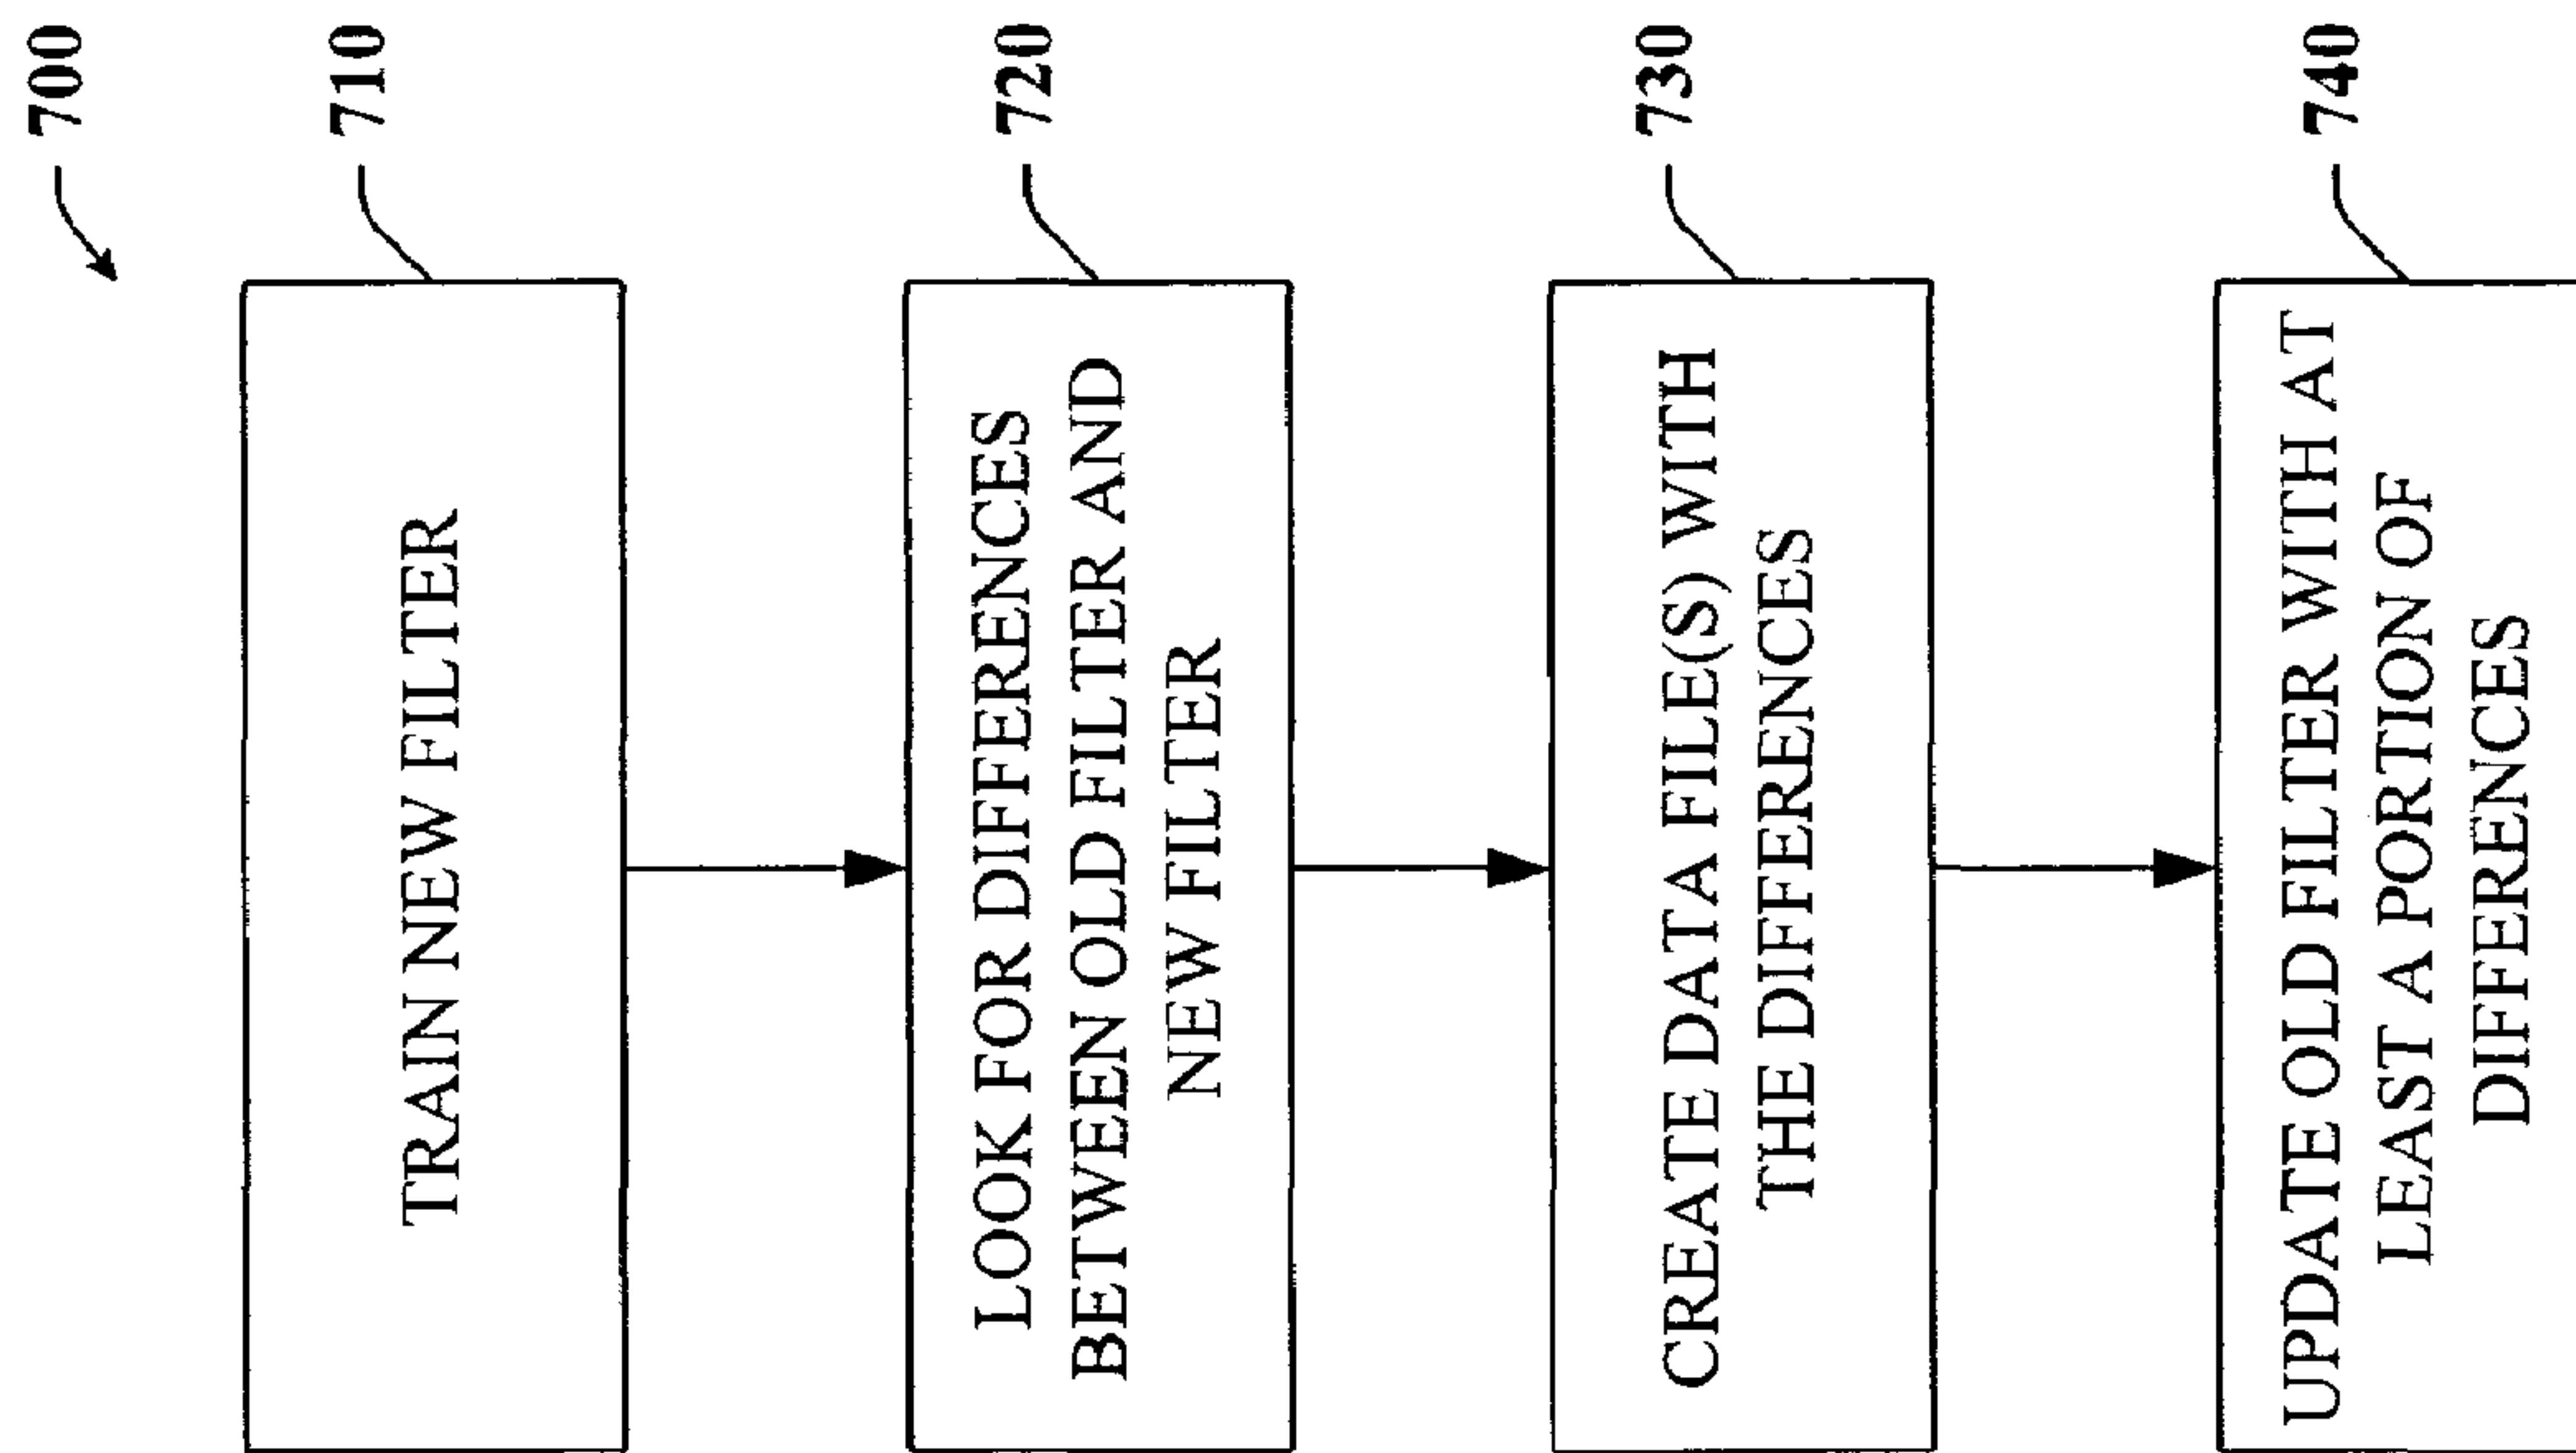 700
710
TRAIN NEW FILTER
720
LOOK FOR DIFFERENCES
BETWEEN OLD FILTER AND
NEW FILTER
730
CREATE DATA FILE(S) WITH
THE DIFFERENCES
740
UPDATE OLD FILTER WITH AT
LEAST A PORTION OF
DIFFERENCES